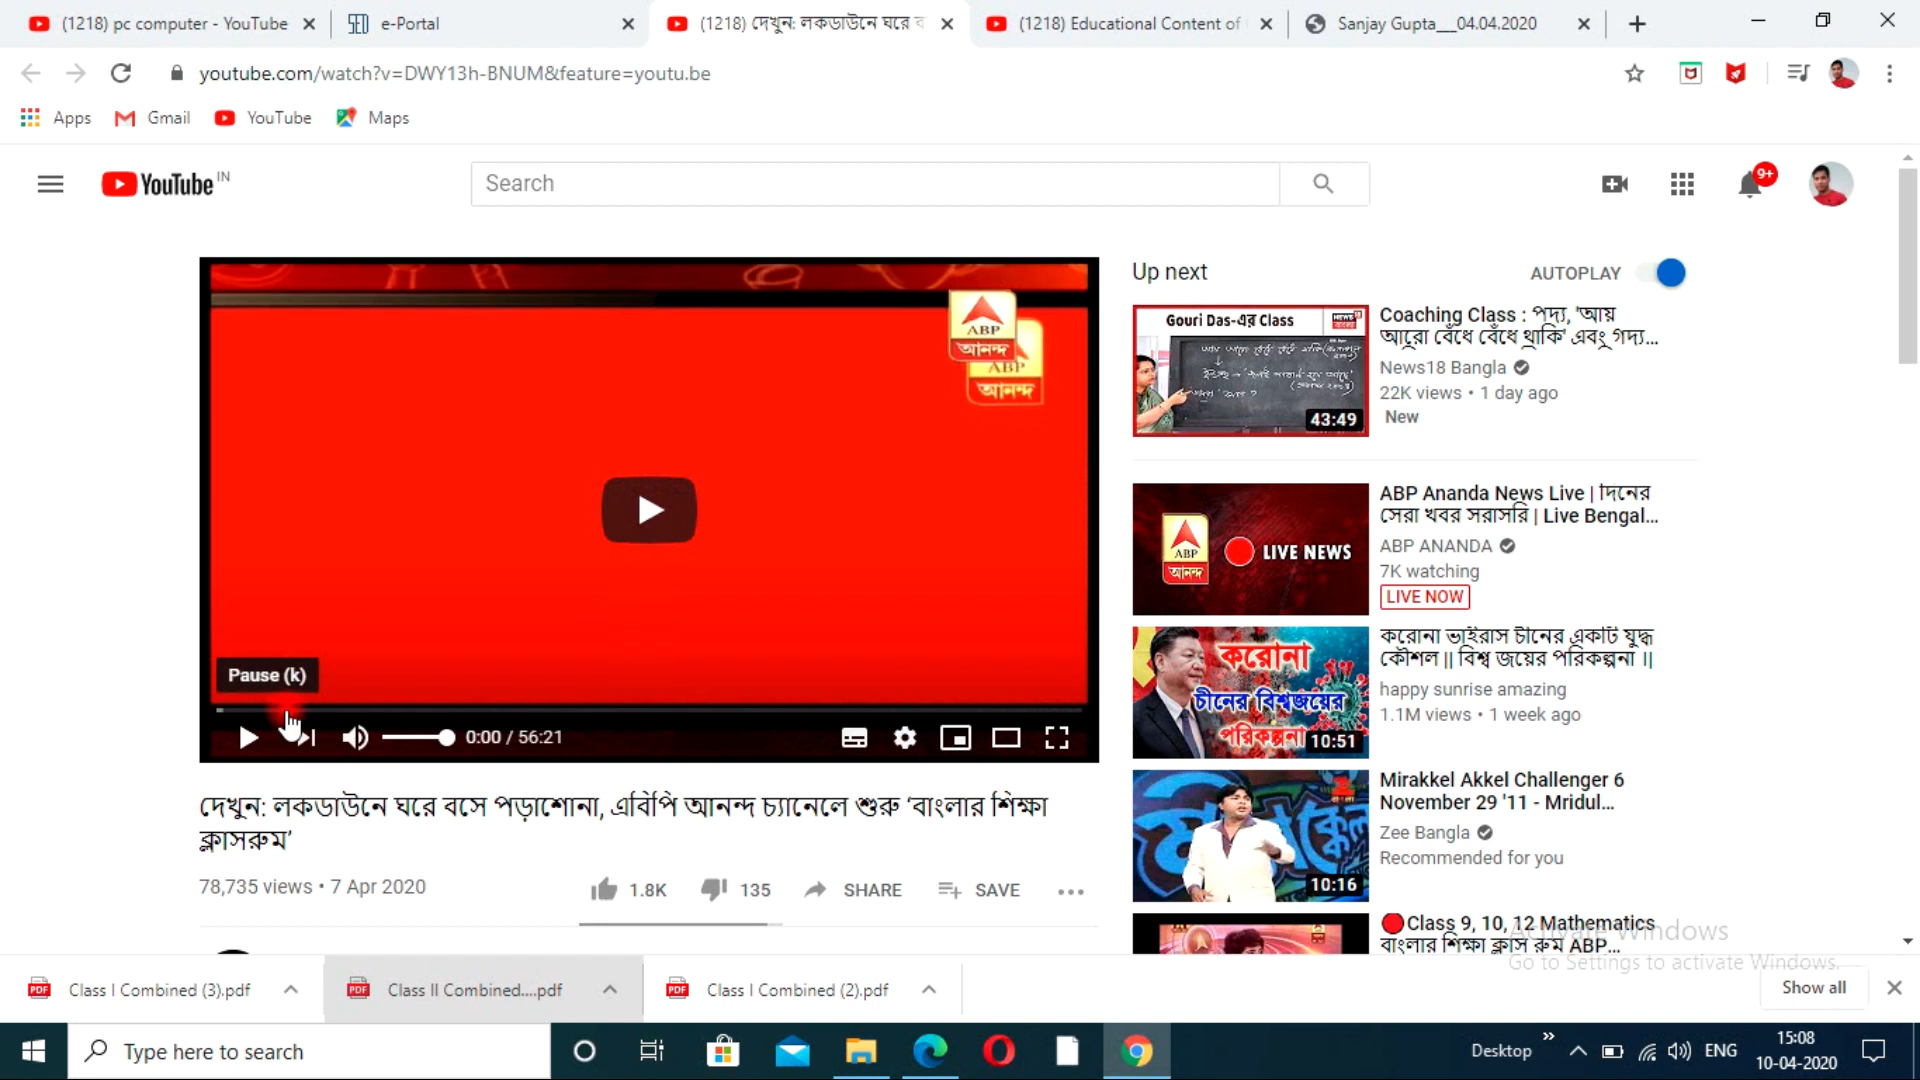 (1218) pc computer - YouTube
e-Portal
(1218) দেখুন: লকডাউনে ঘরে ব
(1218) Educational Content of
Sanjay Gupta__04.04.2020
youtube.com/watch?v=DWY13h-BNUM&feature=youtu.be
Apps
Gmail
YouTube
Maps
YouTube IN
Search
9+
ABP
আনন্দ
ABP
আনন্দ
Pause (k)
0:00 / 56:21
দেখুন: লকডাউনে ঘরে বসে পড়াশোনা, এবিপি আনন্দ চ্যানেলে শুরু ‘বাংলার শিক্ষা
ক্লাসরুম’
78,735 views • 7 Apr 2020
1.8K
135
SHARE
SAVE
Up next
AUTOPLAY
Gouri Das-এর Class
43:49
Coaching Class : পদ্য, 'আয়
আরো বেঁধে বেঁধে থাকি' এবং গদ্য...
News18 Bangla
22K views • 1 day ago
New
ABP
আনন্দ
LIVE NEWS
ABP Ananda News Live | দিনের
সেরা খবর সরাসরি | Live Bengal...
ABP ANANDA
7K watching
LIVE NOW
করোনা
চীনের বিশ্বজয়ের
পরিকল্পনা
10:51
করোনা ভাইরাস চীনের একটি যুদ্ধ
কৌশল || বিশ্ব জয়ের পরিকল্পনা ||
happy sunrise amazing
1.1M views • 1 week ago
10:16
Mirakkel Akkel Challenger 6
November 29 '11 - Mridul...
Zee Bangla
Recommended for you
Class 9, 10, 12 Mathematics
বাংলার শিক্ষা ক্লাস রুম ABP...
Activate Windows
Go to Settings to activate Windows.
PDF
Class I Combined (3).pdf
PDF
Class II Combined....pdf
PDF
Class I Combined (2).pdf
Show all
Type here to search
Desktop
ENG
15:08
10-04-2020